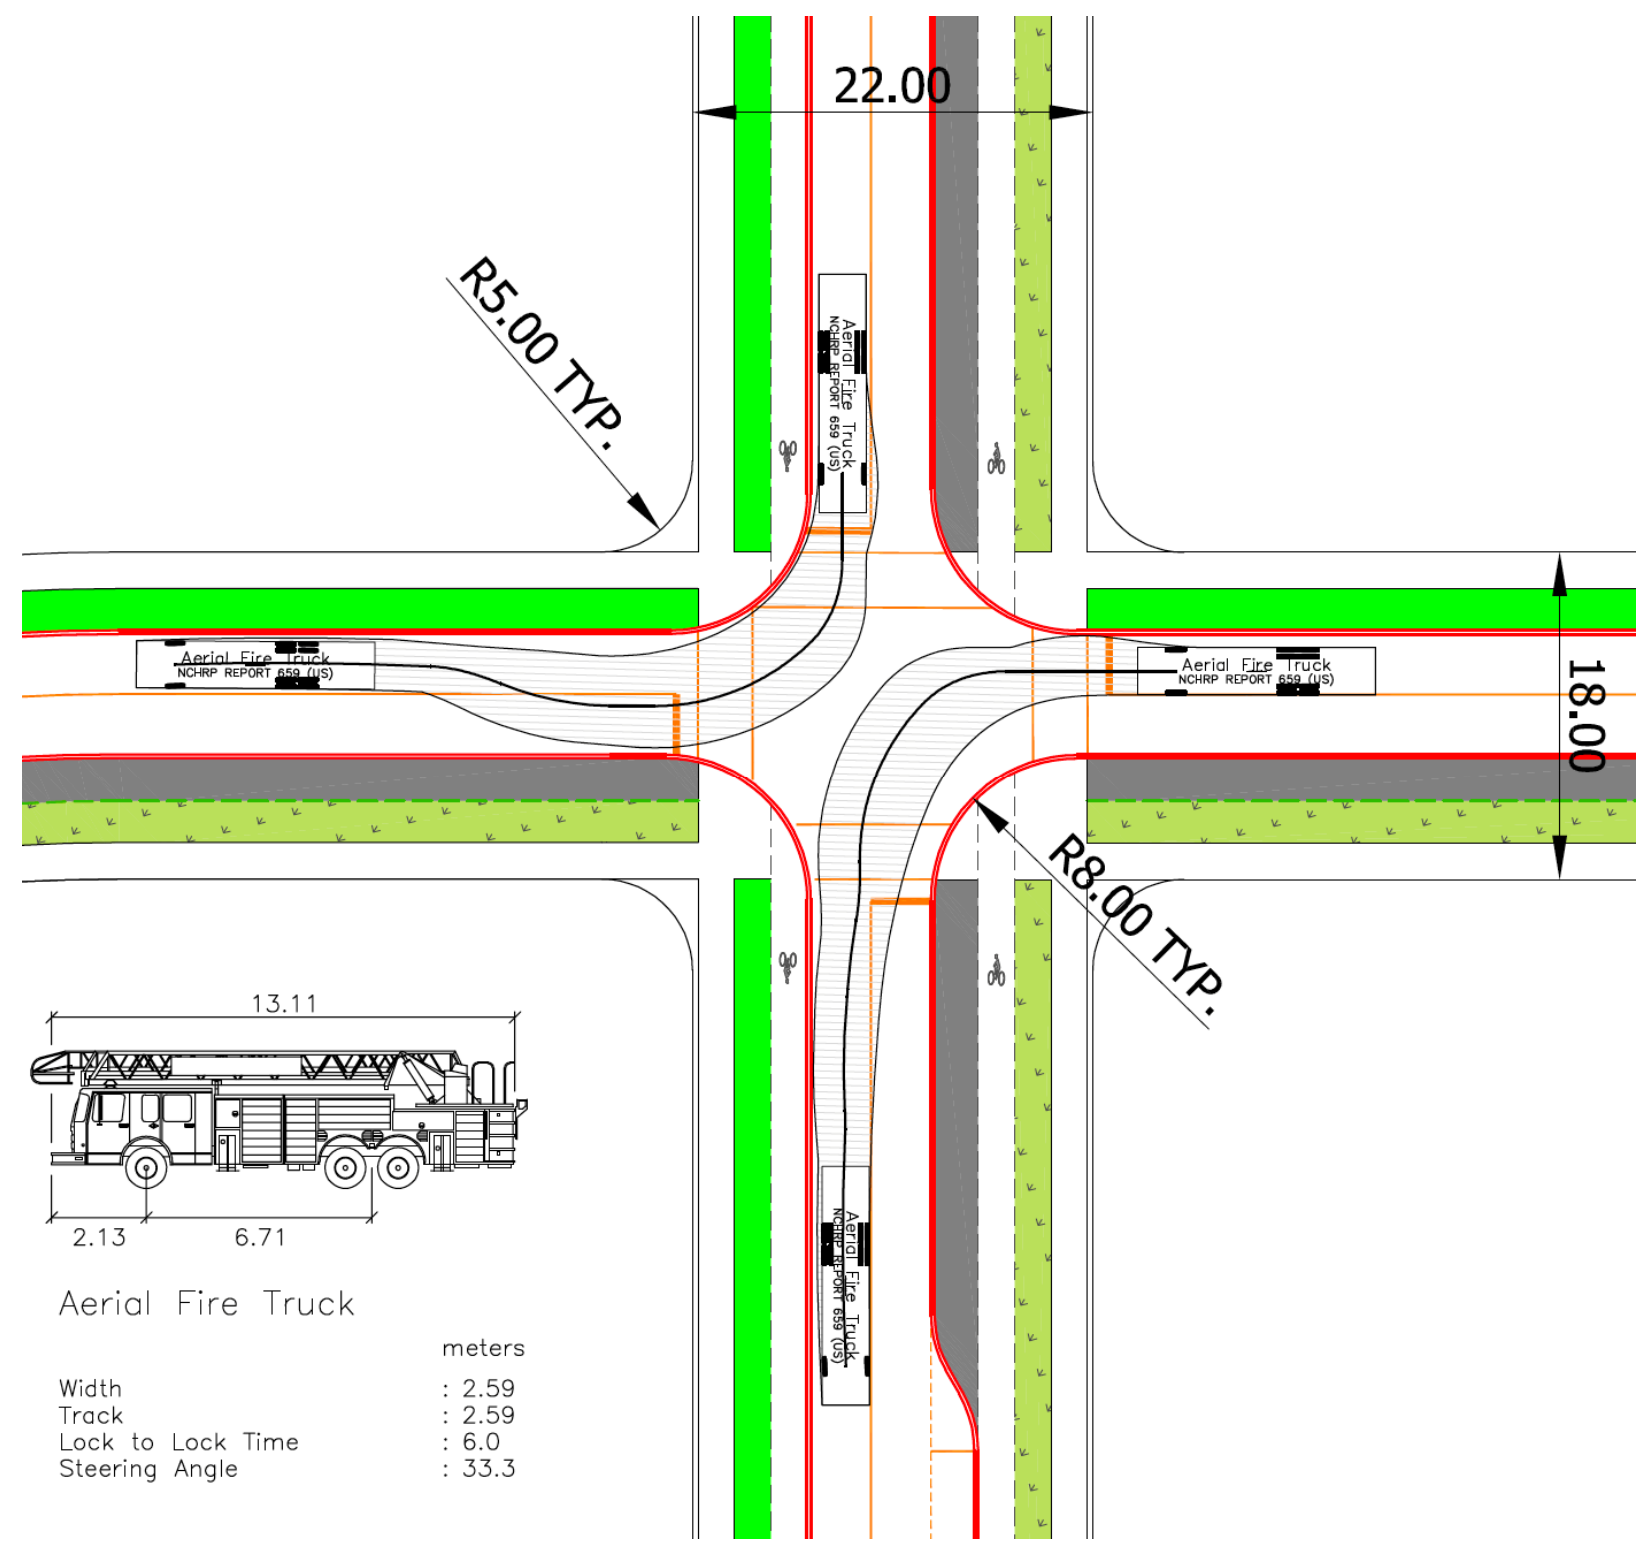 22.00
R5.00 TYP.
Aerial Fire Truck
NCHRP REPORT 659 (US)
Aerial Fire Truck
NCHRP REPORT 659 (US)
Aerial Fire Truck
NCHRP REPORT 659 (US)
18.00
R8.00 TYP.
13.11
2.13 6.71
Aerial Fire Truck
NCHRP REPORT 659 (US)
Aerial Fire Truck
meters
Width : 2.59
Track : 2.59
Lock to Lock Time : 6.0
Steering Angle : 33.3